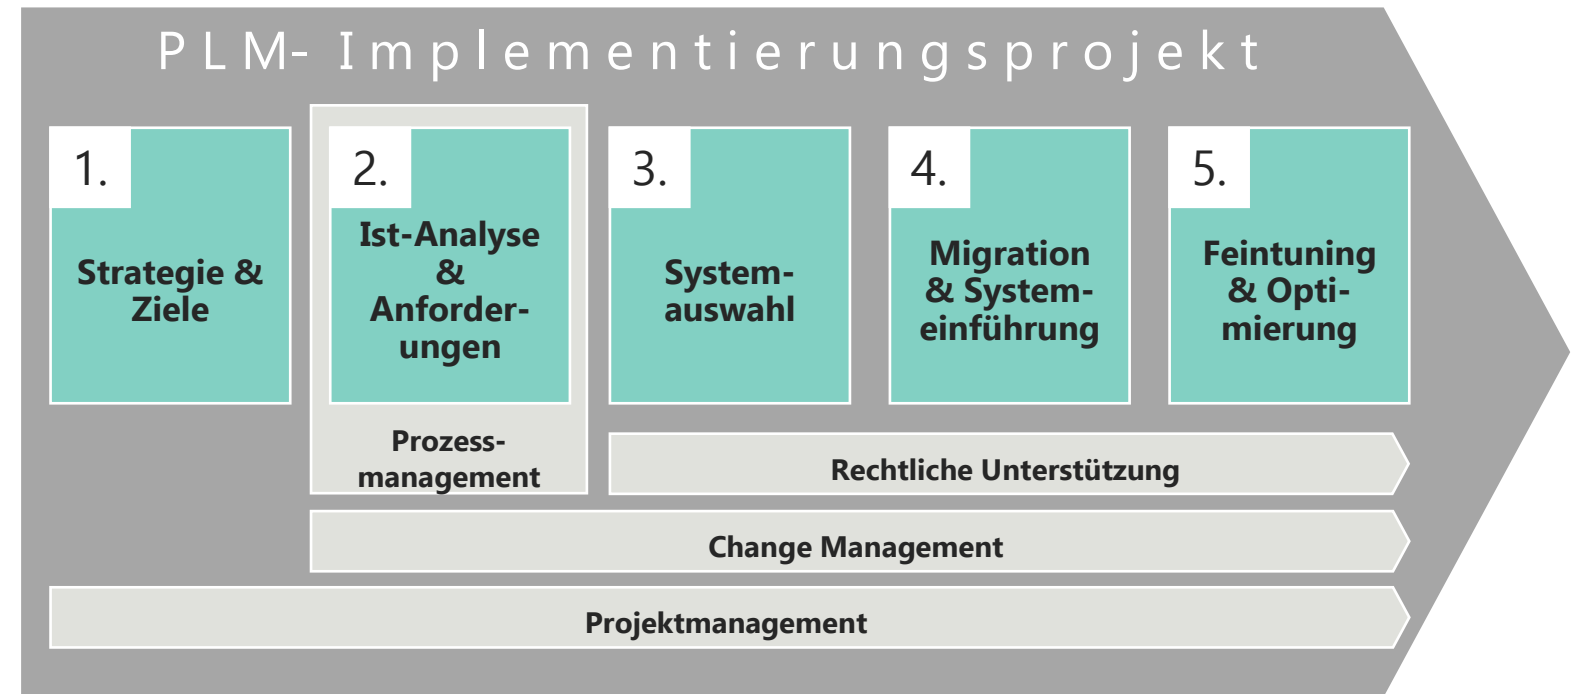 PLM- Implementierungsprojekt
1.
Strategie &
Ziele
2.
Ist-Analyse
&
Anforder-
ungen
3.
System-
auswahl
4.
Migration
& System-
einführung
5.
Feintuning
& Opti-
mierung
Prozess-
management
Rechtliche Unterstützung
Change Management
Projektmanagement